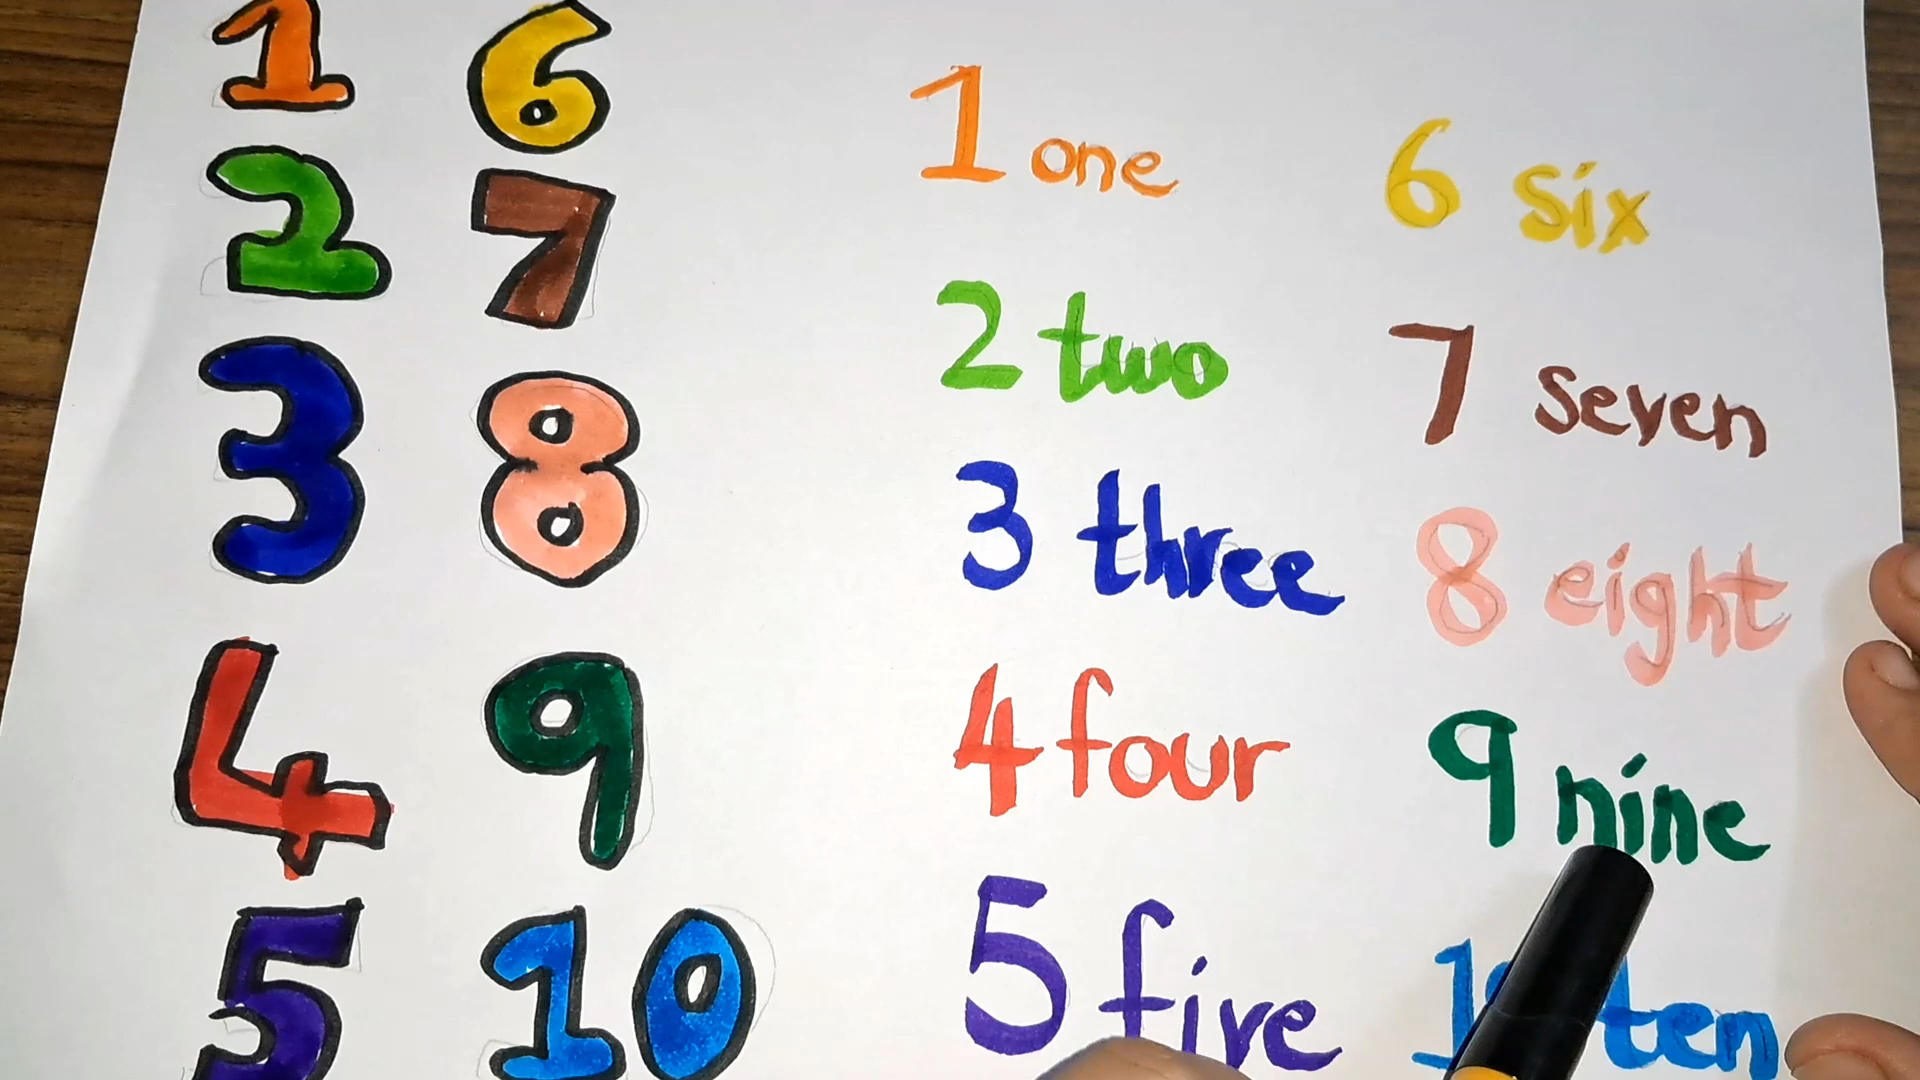 1 6
2 7
3 8
4 9
5 10
1 one
2 two
3 three
4 four
5 five
6 six
7 seven
8 eight
9 nine
10 ten